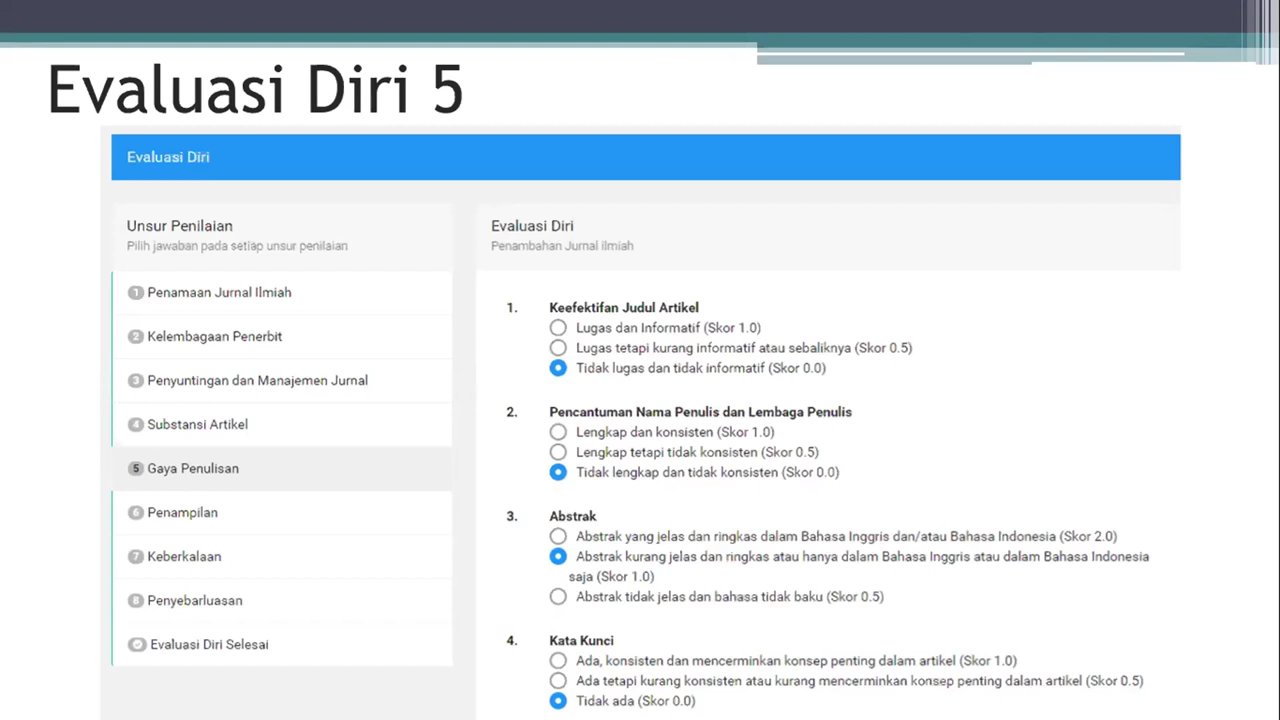 Evaluasi Diri 5
Evaluasi Diri
Unsur Penilaian
Pilih jawaban pada setiap unsur penilaian
1 Penamaan Jurnal Ilmiah
2 Kelembagaan Penerbit
3 Penyuntingan dan Manajemen Jurnal
4 Substansi Artikel
5 Gaya Penulisan
6 Penampilan
7 Keberkalaan
8 Penyebarluasan
Evaluasi Diri Selesai
Evaluasi Diri
Penambahan Jurnal ilmiah
1. Keefektifan Judul Artikel
Lugas dan Informatif (Skor 1.0)
Lugas tetapi kurang informatif atau sebaliknya (Skor 0.5)
Tidak lugas dan tidak informatif (Skor 0.0)
2. Pencantuman Nama Penulis dan Lembaga Penulis
Lengkap dan konsisten (Skor 1.0)
Lengkap tetapi tidak konsisten (Skor 0.5)
Tidak lengkap dan tidak konsisten (Skor 0.0)
3. Abstrak
Abstrak yang jelas dan ringkas dalam Bahasa Inggris dan/atau Bahasa Indonesia (Skor 2.0)
Abstrak kurang jelas dan ringkas atau hanya dalam Bahasa Inggris atau dalam Bahasa Indonesia
saja (Skor 1.0)
Abstrak tidak jelas dan bahasa tidak baku (Skor 0.5)
4. Kata Kunci
Ada, konsisten dan mencerminkan konsep penting dalam artikel (Skor 1.0)
Ada tetapi kurang konsisten atau kurang mencerminkan konsep penting dalam artikel (Skor 0.5)
Tidak ada (Skor 0.0)